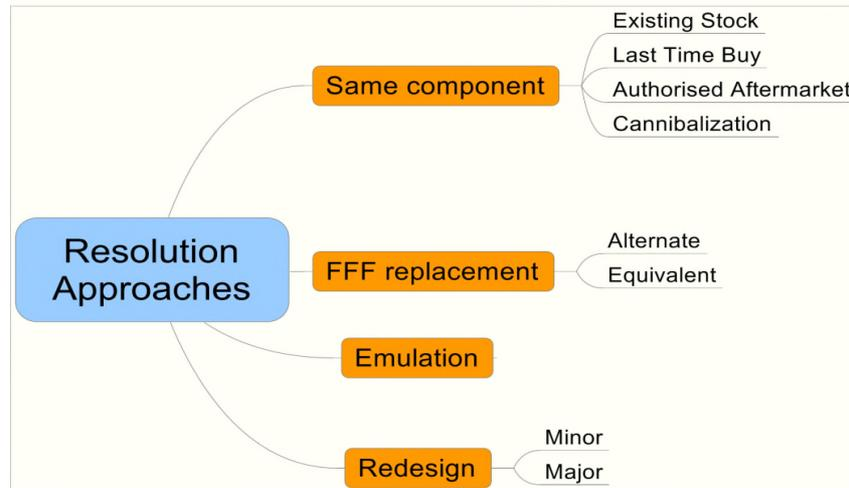 Existing Stock
Last Time Buy
Same component
Authorised Aftermarket
Cannibalization
Resolution
Approaches
FFF replacement
Alternate
Equivalent
Emulation
Redesign
Minor
Major